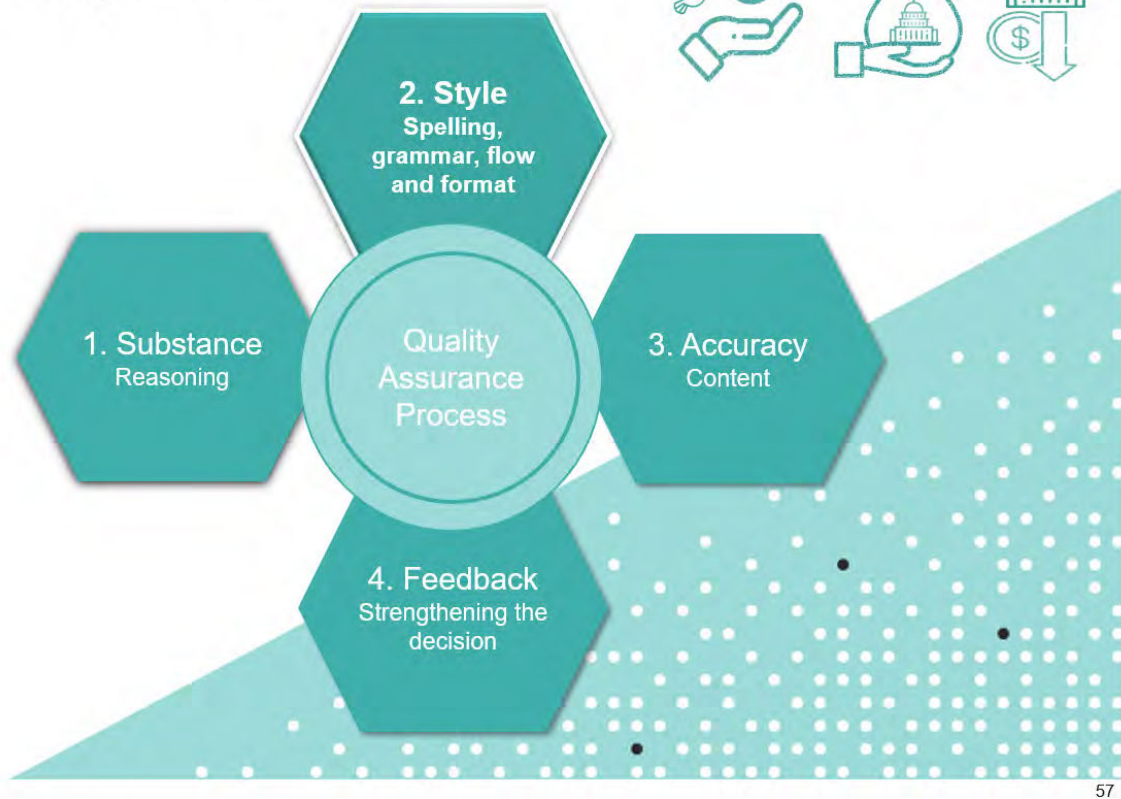 2. Style
Spelling,
grammar, flow
and format
1. Substance
Reasoning
Quality
Assurance
Process
3. Accuracy
Content
4. Feedback
Strengthening the
decision
$
57